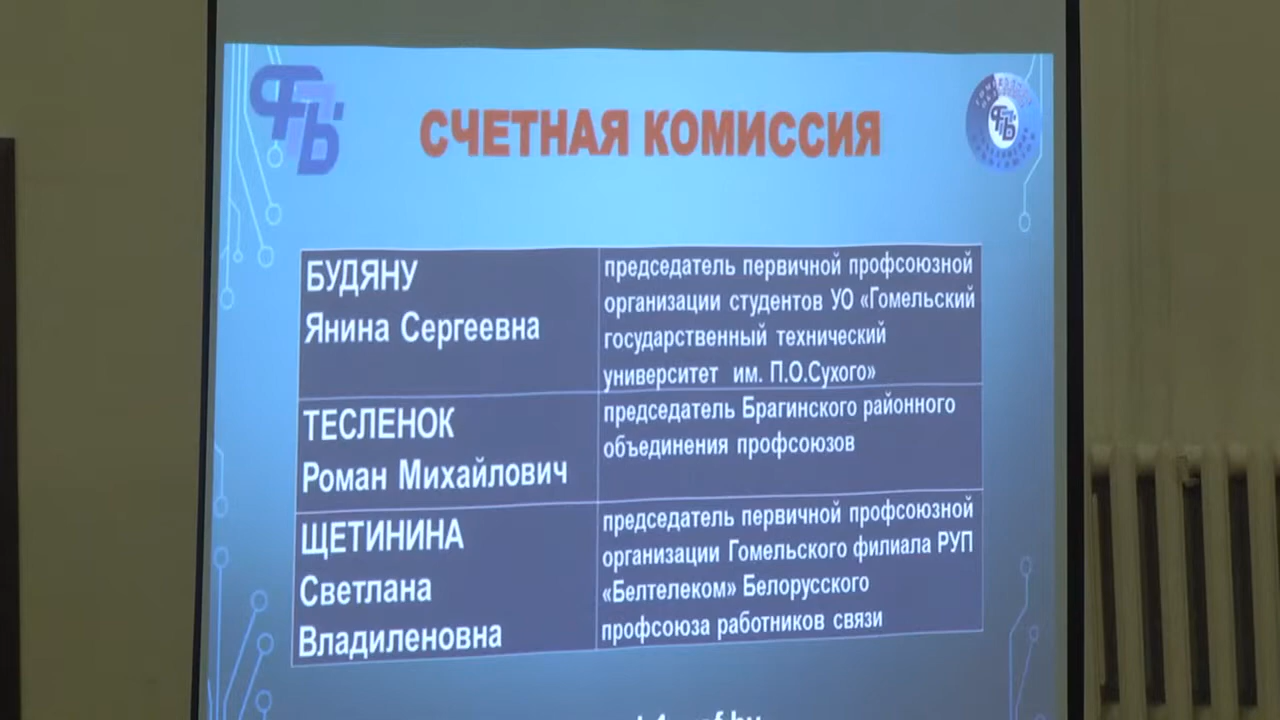 ФПБ
СЧЕТНАЯ КОМИССИЯ
БУДЯНУ
Янина Сергеевна
председатель первичной профсоюзной
организации студентов УО «Гомельский
государственный технический
университет им. П.О.Сухого»
ТЕСЛЕНОК
Роман Михайлович
председатель Брагинского районного
объединения профсоюзов
ЩЕТИНИНА
Светлана
Владиленовна
председатель первичной профсоюзной
организации Гомельского филиала РУП
«Белтелеком» Белорусского
профсоюза работников связи